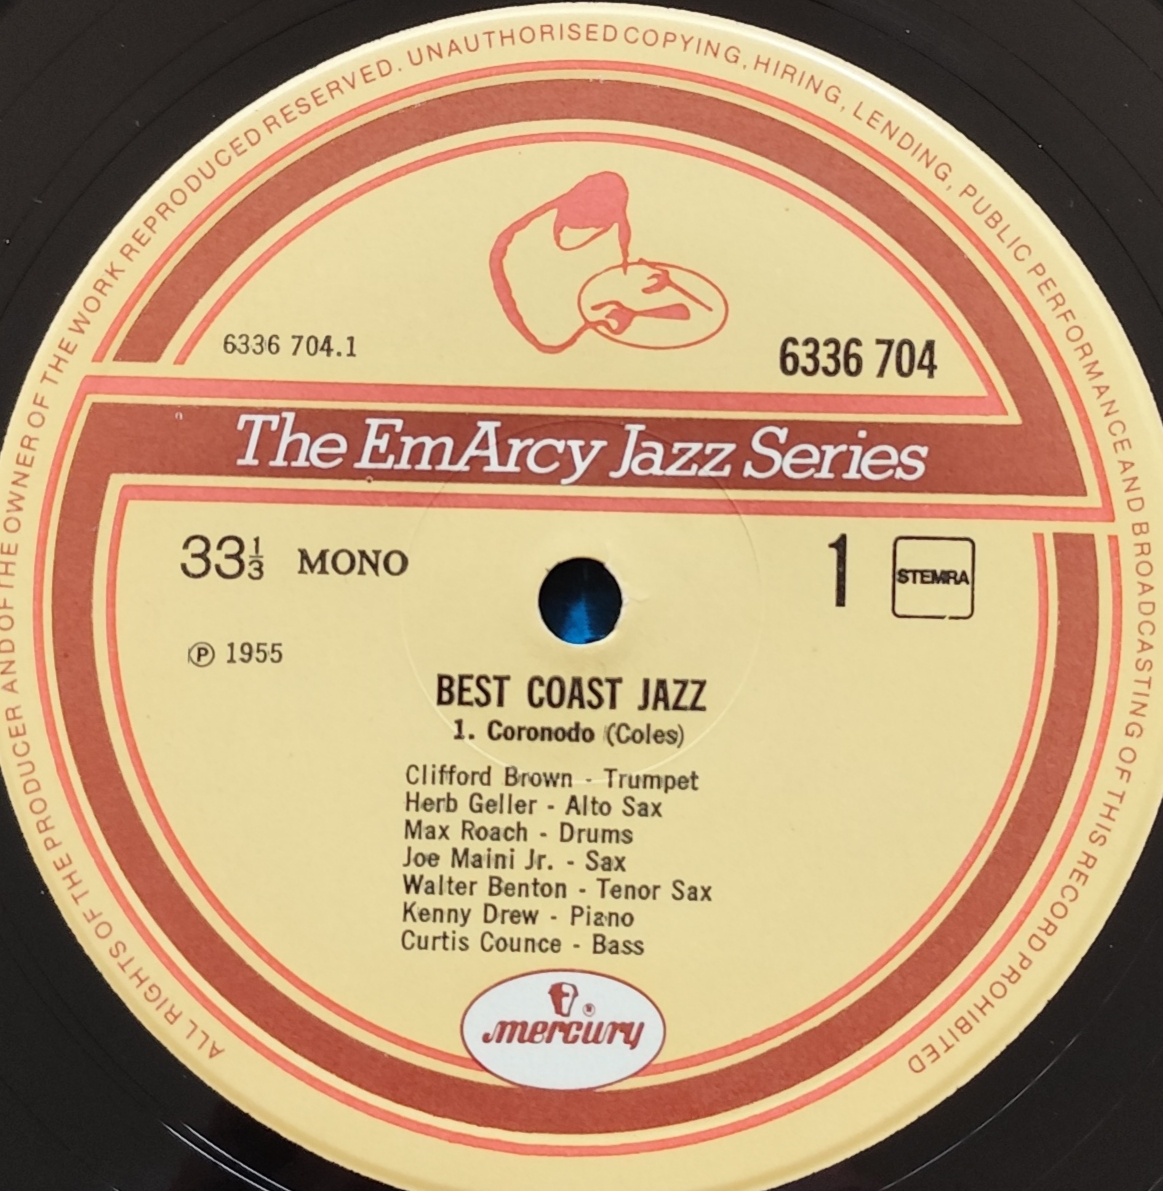 ALL RIGHTS OF THE PRODUCER AND OF THE OWNER OF THE WORK REPRODUCED RESERVED. UNAUTHORISED COPYING, HIRING, LENDING, PUBLIC PERFORMANCE AND BROADCASTING OF THIS RECORD PROHIBITED
6336 704.1
6336 704
The EmArcy Jazz Series
33⅓ MONO
1
STEMRA
℗ 1955
BEST COAST JAZZ
1. Coronodo (Coles)
Clifford Brown - Trumpet
Herb Geller - Alto Sax
Max Roach - Drums
Joe Maini Jr. - Sax
Walter Benton - Tenor Sax
Kenny Drew - Piano
Curtis Counce - Bass
®
mercury